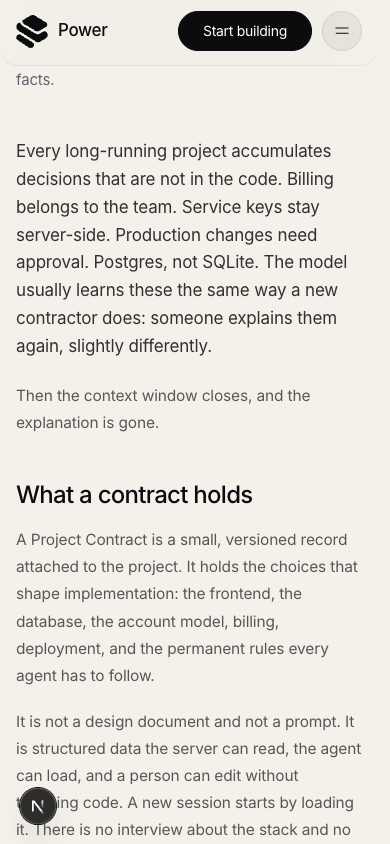 Power
Start building
facts.
Every long-running project accumulates
decisions that are not in the code. Billing
belongs to the team. Service keys stay
server-side. Production changes need
approval. Postgres, not SQLite. The model
usually learns these the same way a new
contractor does: someone explains them
again, slightly differently.
Then the context window closes, and the
explanation is gone.
What a contract holds
A Project Contract is a small, versioned record
attached to the project. It holds the choices that
shape implementation: the frontend, the
database, the account model, billing,
deployment, and the permanent rules every
agent has to follow.
It is not a design document and not a prompt. It
is structured data the server can read, the agent
can load, and a person can edit without
code. A new session starts by loading
it. There is no interview about the stack and no
N